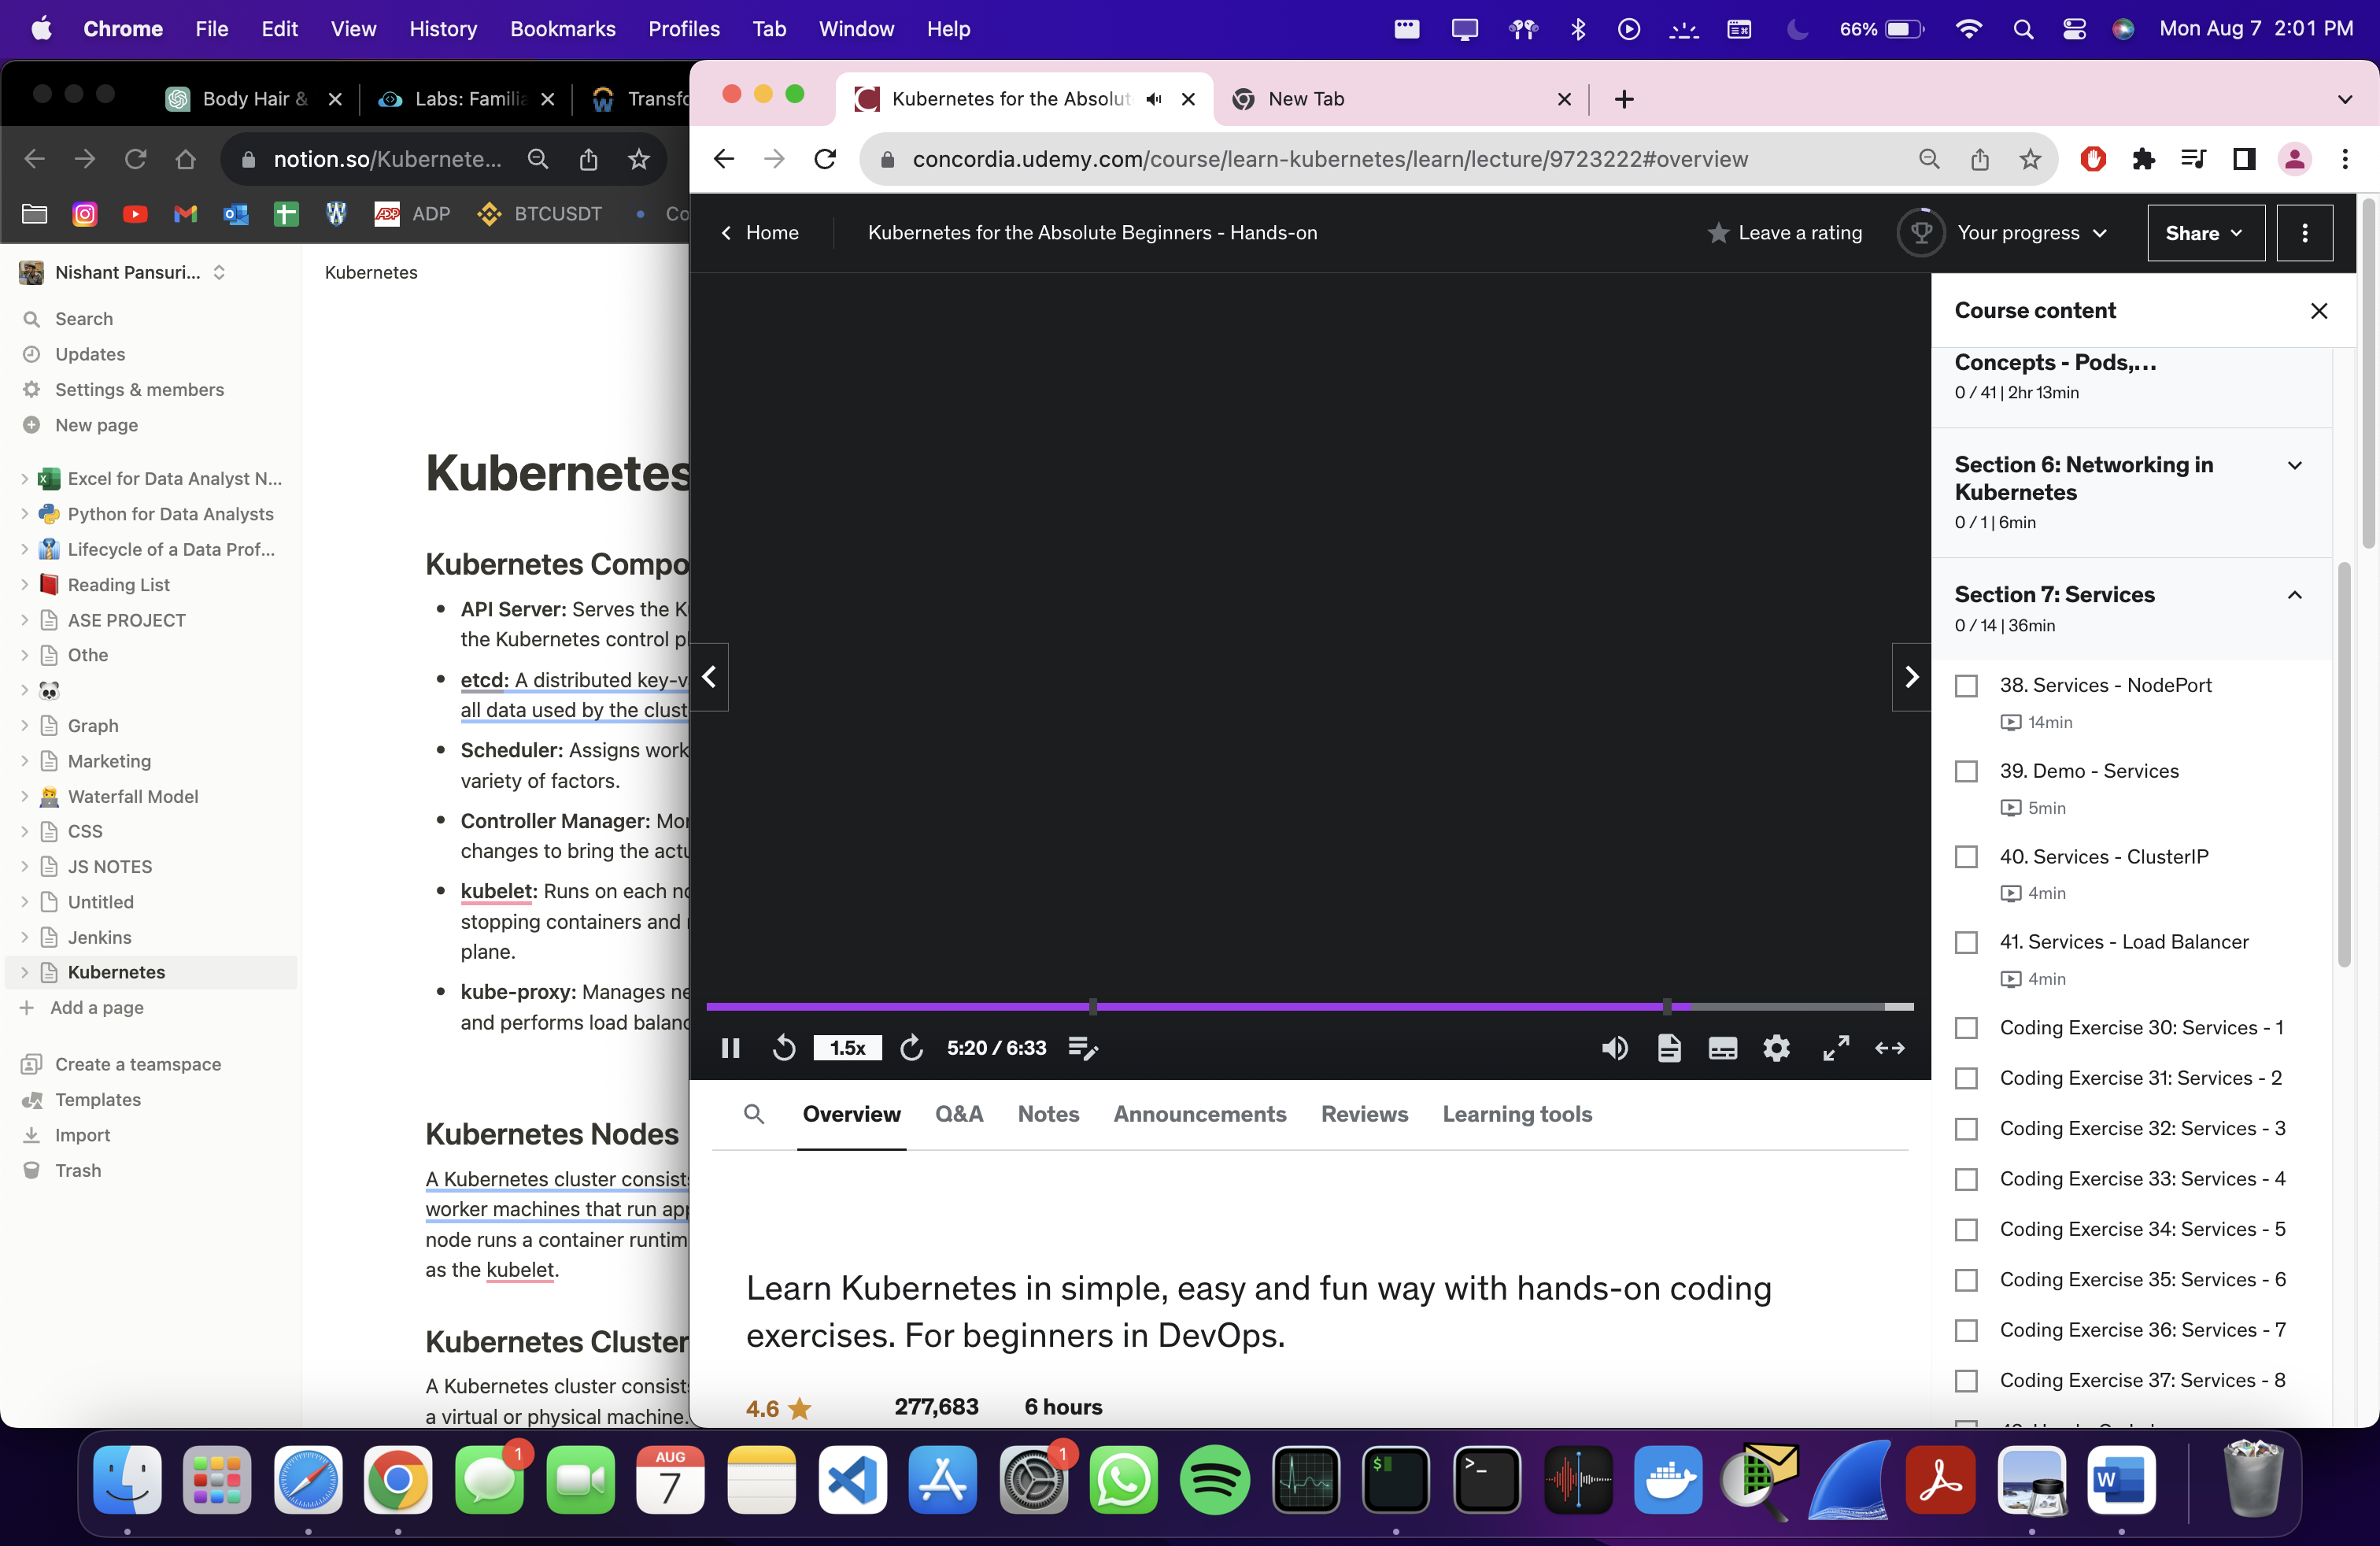 Chrome File Edit View History Bookmarks Profiles Tab Window Help
66% Mon Aug 7 2:01 PM
Body Hair &
Labs: Familia
Transfo
Kubernetes for the Absolut
New Tab
notion.so/Kubernete...
concordia.udemy.com/course/learn-kubernetes/learn/lecture/9723222#overview
ADP ADP
BTCUSDT
Co
Home
Kubernetes for the Absolute Beginners - Hands-on
Leave a rating
Your progress
Share
Nishant Pansuri...
Search
Updates
Settings & members
New page
Excel for Data Analyst N...
Python for Data Analysts
Lifecycle of a Data Prof...
Reading List
ASE PROJECT
Othe
Graph
Marketing
Waterfall Model
CSS
JS NOTES
Untitled
Jenkins
Kubernetes
Add a page
Create a teamspace
Templates
Import
Trash
Kubernetes
Kubernetes
Kubernetes Compo
API Server: Serves the K
the Kubernetes control pl
etcd: A distributed key-v
all data used by the clust
Scheduler: Assigns work
variety of factors.
Controller Manager: Mon
changes to bring the actu
kubelet: Runs on each no
stopping containers and
plane.
kube-proxy: Manages ne
and performs load balanc
Kubernetes Nodes
A Kubernetes cluster consists
worker machines that run app
node runs a container runtim
as the kubelet.
Kubernetes Cluster
A Kubernetes cluster consists
a virtual or physical machine.
1.5x
5:20 / 6:33
Overview Q&A Notes Announcements Reviews Learning tools
Learn Kubernetes in simple, easy and fun way with hands-on coding
exercises. For beginners in DevOps.
4.6
277,683
6 hours
Course content
Concepts - Pods,...
0 / 41 | 2hr 13min
Section 6: Networking in
Kubernetes
0 / 1 | 6min
Section 7: Services
0 / 14 | 36min
38. Services - NodePort
14min
39. Demo - Services
5min
40. Services - ClusterIP
4min
41. Services - Load Balancer
4min
Coding Exercise 30: Services - 1
Coding Exercise 31: Services - 2
Coding Exercise 32: Services - 3
Coding Exercise 33: Services - 4
Coding Exercise 34: Services - 5
Coding Exercise 35: Services - 6
Coding Exercise 36: Services - 7
Coding Exercise 37: Services - 8
1
AUG
7
1
$
>_
W